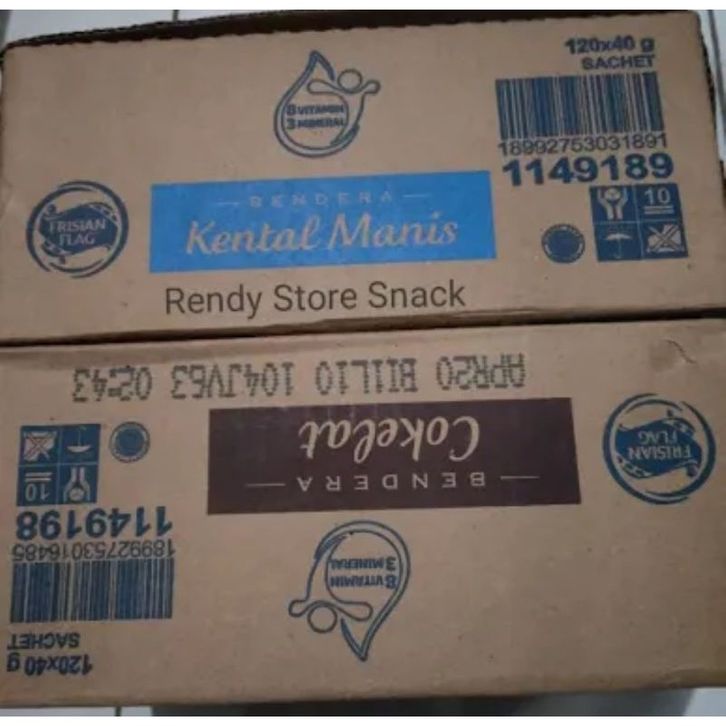 120x40 g
SACHET
8 VITAMIN
3 MINERAL
18992753031891
1149189
FRISIAN
FLAG
BENDERA
Kental Manis
10
Rendy Store Snack
APR20 B11L10 104JV63 02:43
FRISIAN
FLAG
BENDERA
Cokelat
10
1149198
18992753016485
8 VITAMIN
3 MINERAL
120x40 g
SACHET